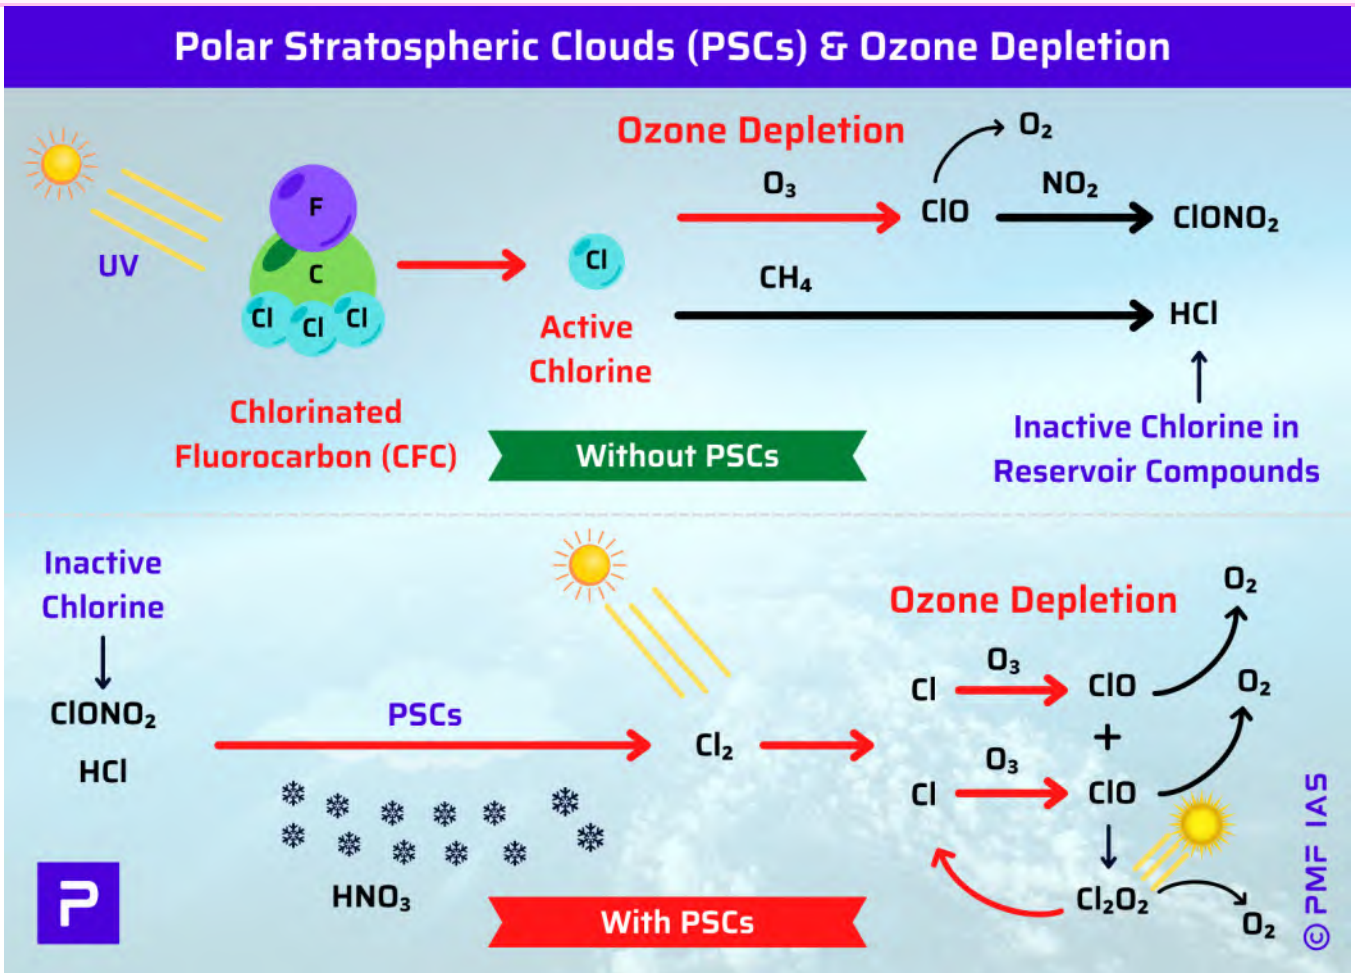 Polar Stratospheric Clouds (PSCs) & Ozone Depletion
Ozone Depletion
O₂
O₃
NO₂
F
ClO
ClONO₂
UV
C
Cl
CH₄
Cl
Cl
Cl
HCl
Active
Chlorine
Chlorinated
Fluorocarbon (CFC)
Without PSCs
Inactive Chlorine in
Reservoir Compounds
Inactive
Chlorine
Ozone Depletion
O₂
O₃
Cl
ClO
O₂
ClONO₂
PSCs
Cl₂
+
HCl
O₃
Cl
ClO
HNO₃
Cl₂O₂
O₂
With PSCs
P
© PMF IAS